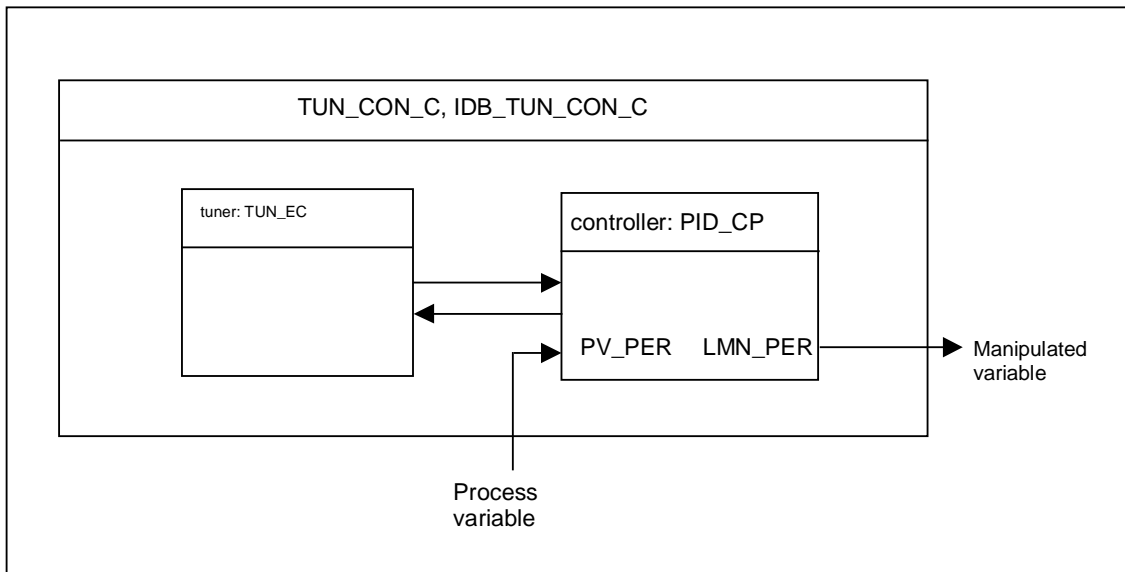 TUN_CON_C, IDB_TUN_CON_C
tuner: TUN_EC
controller: PID_CP
PV_PER LMN_PER
Manipulated
variable
Process
variable